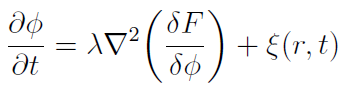 ∂ϕ/∂t = λ∇²(δF/δϕ) + ξ(r, t)